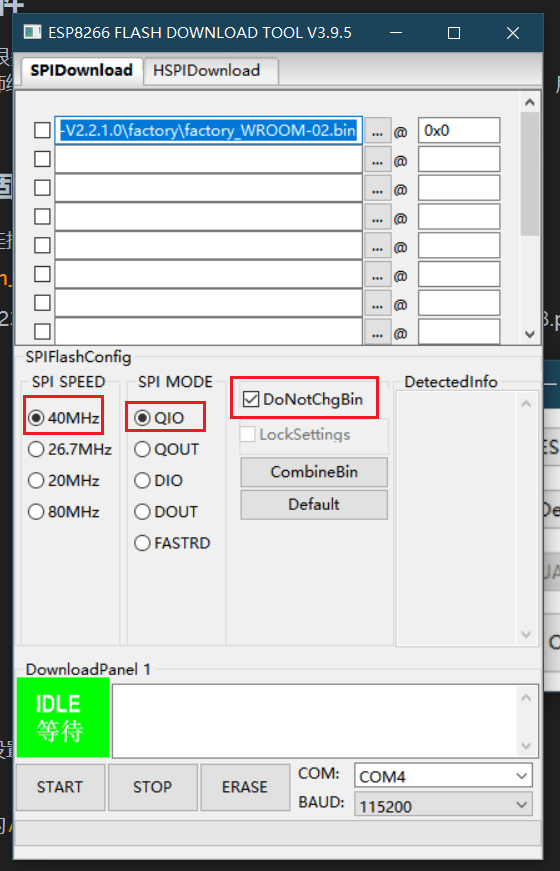 ESP8266 FLASH DOWNLOAD TOOL V3.9.5
SPIDownload HSPIDownload
-V2.2.1.0\factory\factory_WROOM-02.bin ... @ 0x0
... @
... @
... @
... @
... @
... @
... @
SPIFlashConfig
SPI SPEED SPI MODE DetectedInfo
DoNotChgBin
40MHz QIO
LockSettings
26.7MHz QOUT
CombineBin
20MHz DIO
Default
80MHz DOUT
FASTRD
DownloadPanel 1
IDLE
等待
START STOP ERASE
COM: COM4
BAUD: 115200